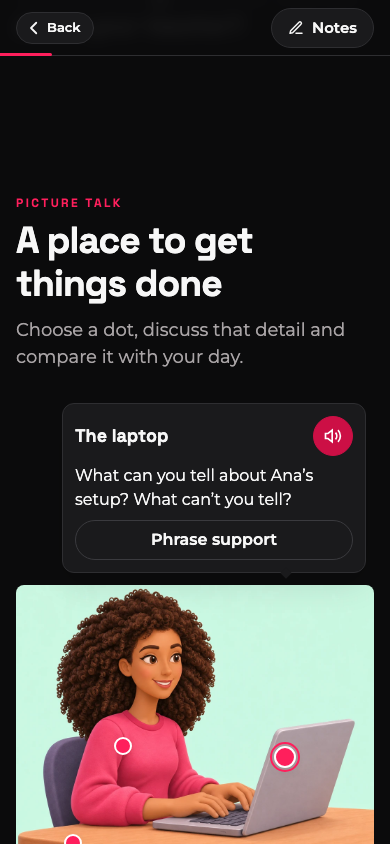 Back
Notes
PICTURE TALK
A place to get
things done
Choose a dot, discuss that detail and
compare it with your day.
The laptop
What can you tell about Ana’s
setup? What can’t you tell?
Phrase support